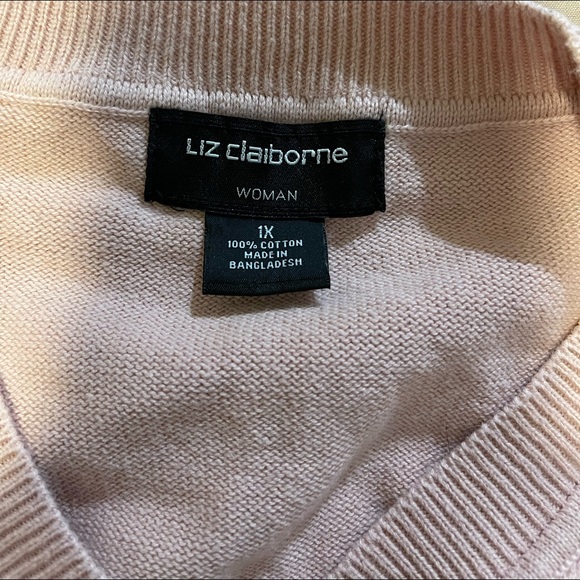 Liz claiborne
WOMAN
1X
100% COTTON
MADE IN
BANGLADESH